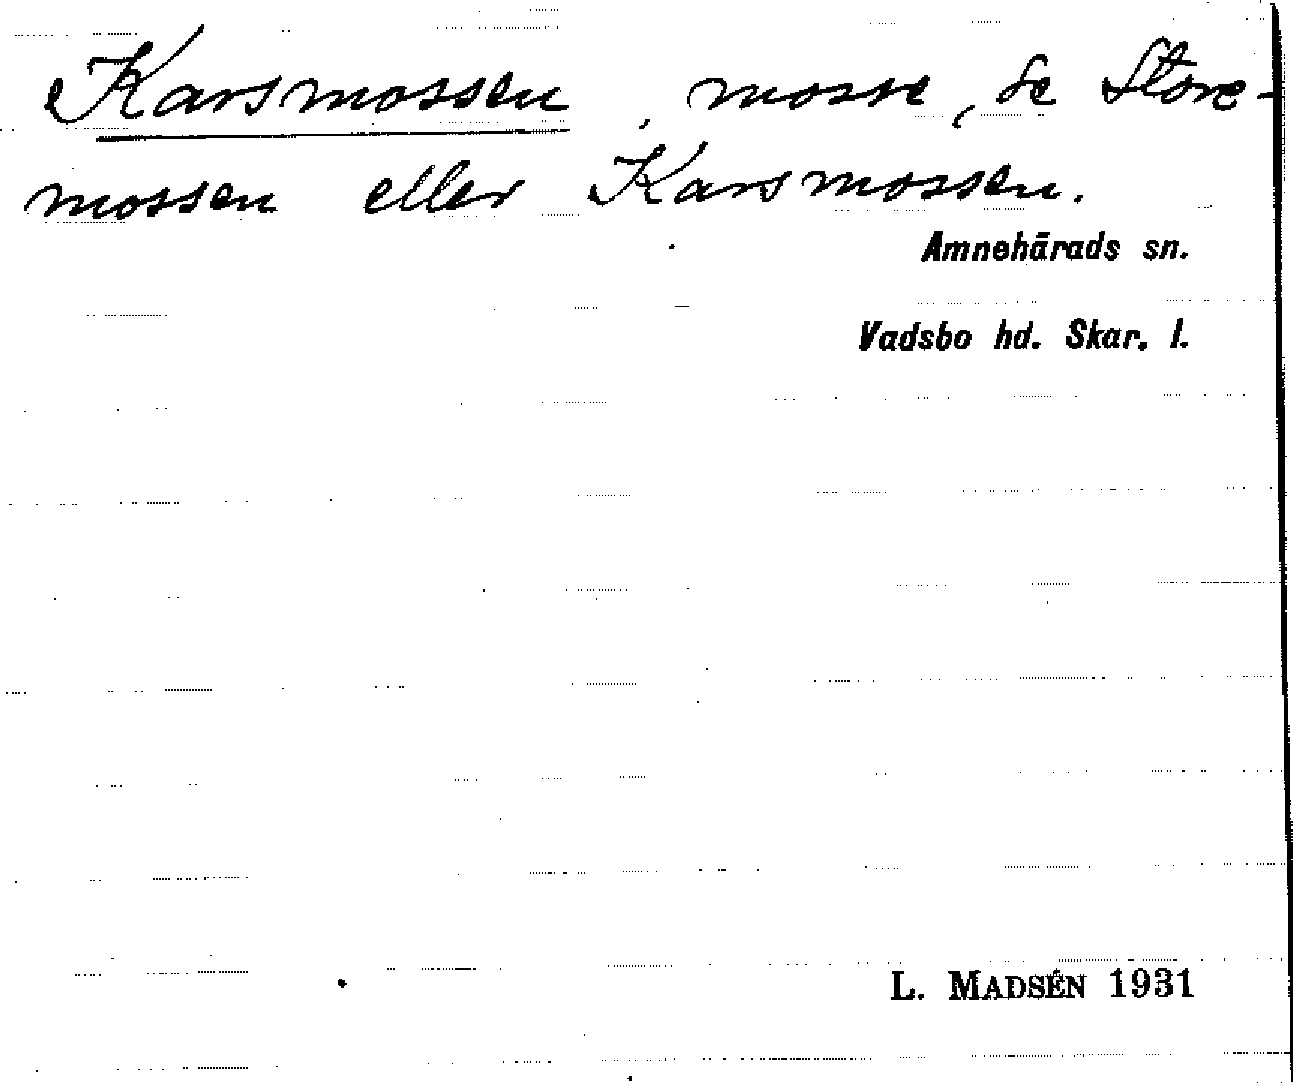 Karsmossen, mosse, se Store-
mossen eller Karsmossen.
Amnehärads sn.
Vadsbo hd. Skar. l.
L. MADSÉN 1931